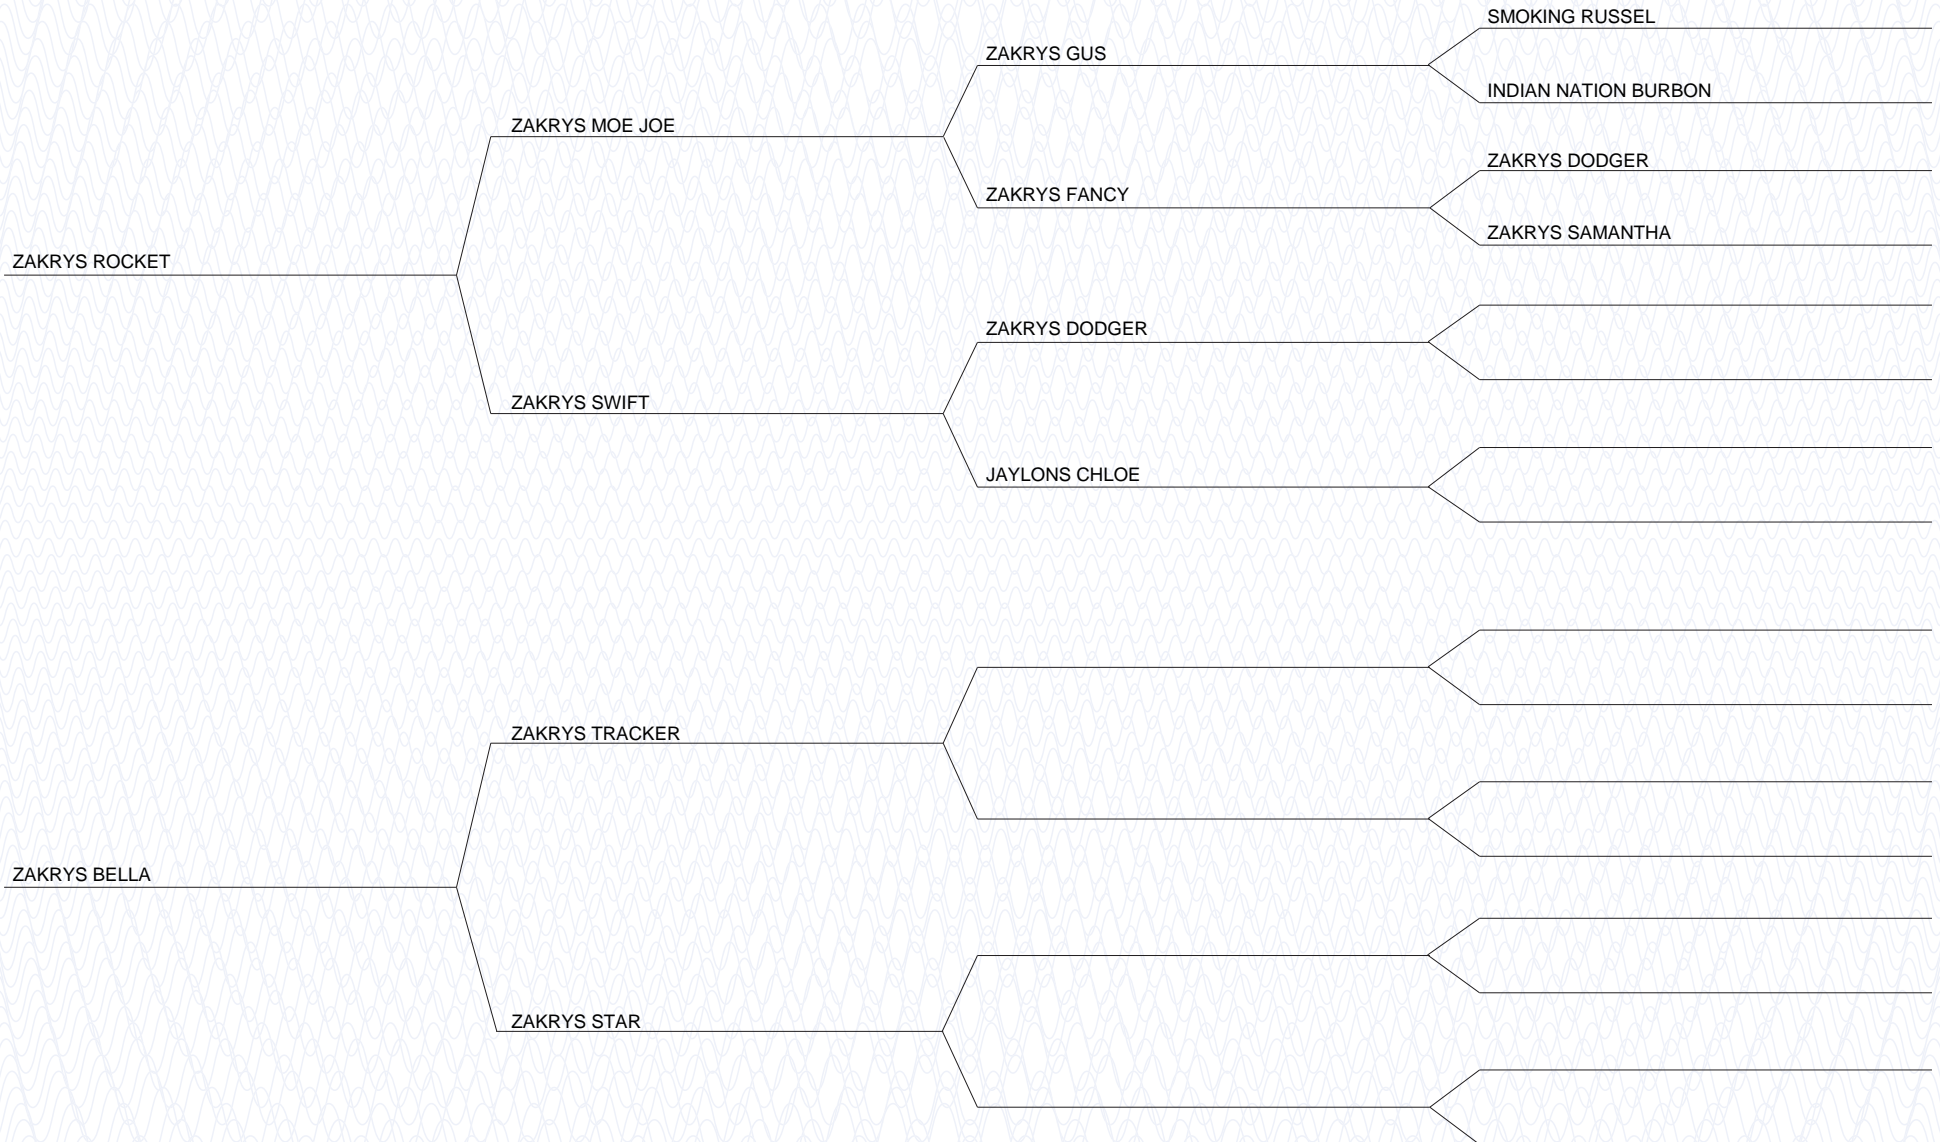 SMOKING RUSSEL
ZAKRYS GUS
INDIAN NATION BURBON
ZAKRYS MOE JOE
ZAKRYS DODGER
ZAKRYS FANCY
ZAKRYS SAMANTHA
ZAKRYS ROCKET
ZAKRYS DODGER
ZAKRYS SWIFT
JAYLONS CHLOE
ZAKRYS TRACKER
ZAKRYS BELLA
ZAKRYS STAR